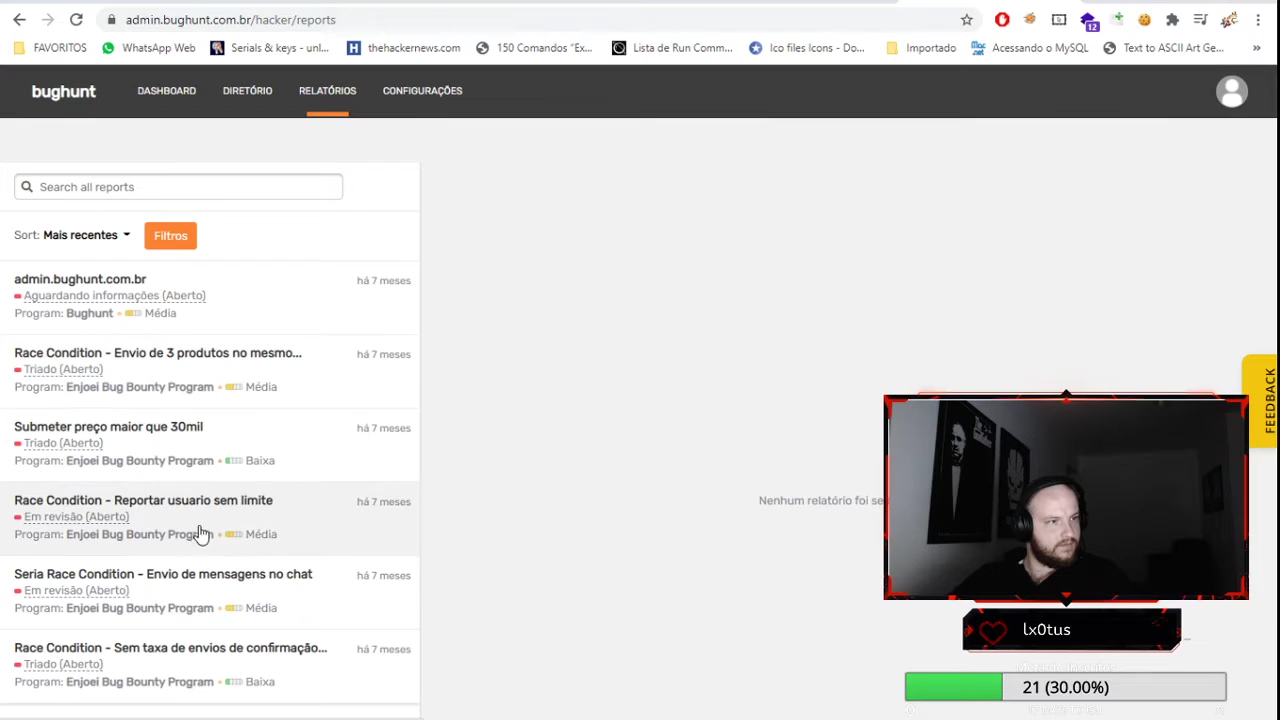 admin.bughunt.com.br/hacker/reports
12
FAVORITOS WhatsApp Web Serials & keys - unl... thehackernews.com 150 Comandos "Ex... Lista de Run Comm... Ico files Icons - Do... Importado Acessando o MySQL Text to ASCII Art Ge... »
bughunt DASHBOARD DIRETÓRIO RELATÓRIOS CONFIGURAÇÕES
Search all reports
Sort: Mais recentes Filtros
admin.bughunt.com.br há 7 meses
Aguardando informações (Aberto)
Program: Bughunt Média
Race Condition - Envio de 3 produtos no mesmo... há 7 meses
Triado (Aberto)
Program: Enjoei Bug Bounty Program Média
Submeter preço maior que 30mil há 7 meses
Triado (Aberto)
Program: Enjoei Bug Bounty Program Baixa
Race Condition - Reportar usuario sem limite há 7 meses
Em revisão (Aberto)
Program: Enjoei Bug Bounty Program Média
Seria Race Condition - Envio de mensagens no chat há 7 meses
Em revisão (Aberto)
Program: Enjoei Bug Bounty Program Média
Race Condition - Sem taxa de envios de confirmação... há 7 meses
Triado (Aberto)
Program: Enjoei Bug Bounty Program Baixa
Nenhum relatório foi se
FEEDBACK
lx0tus
21 (30.00%)